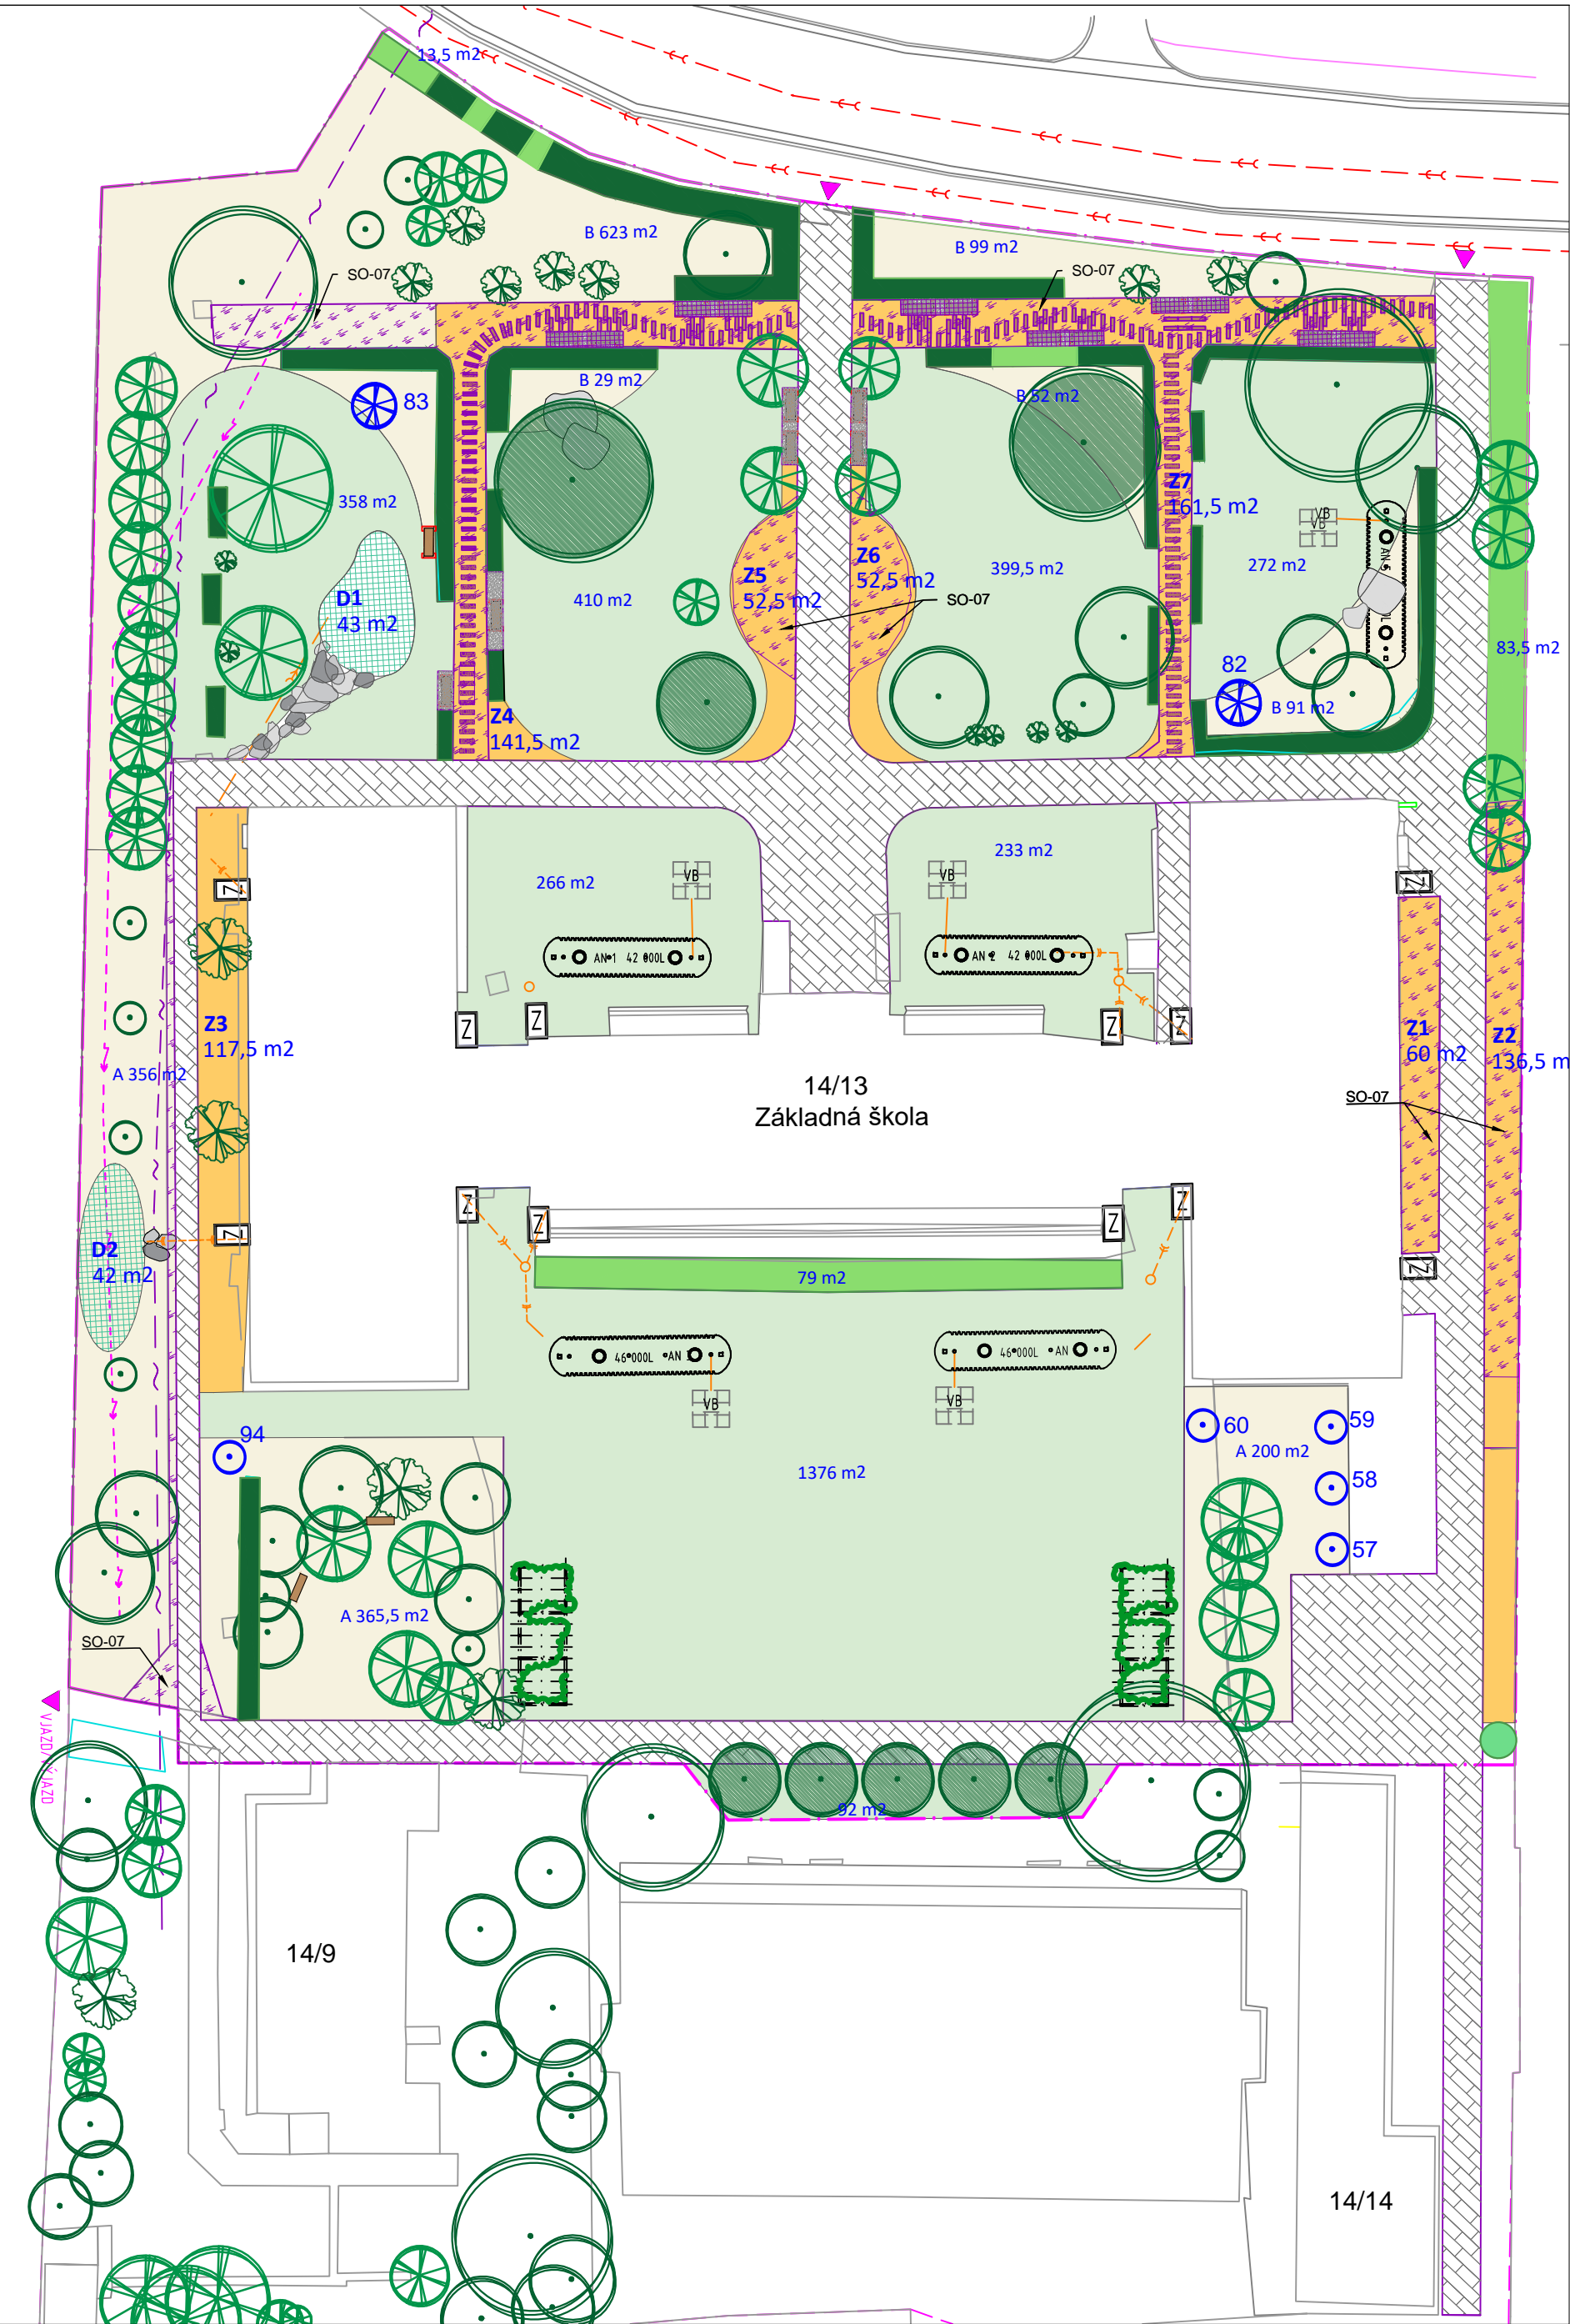 13,5 m2
B 623 m2
B 99 m2
SO-07
SO-07
B 29 m2
B 52 m2
83
358 m2
Z7
161,5 m2
VB
VB
AN 5
Z6
52,5 m2
Z5
52,5 m2
399,5 m2
272 m2
D1
43 m2
410 m2
SO-07
83,5 m2
82
B 91 m2
Z4
141,5 m2
266 m2
VB
VB
233 m2
Z
Z
AN 1 42 000L
AN 2 42 000L
Z
Z
Z
Z
Z3
117,5 m2
Z1
60 m2
Z2
136,5 m
A 356 m2
14/13
Základná škola
SO-07
Z
Z
Z
Z
Z
Z
D2
42 m2
79 m2
46 000L AN
46 000L AN
VB
VB
94
60
59
A 200 m2
1376 m2
58
57
A 365,5 m2
SO-07
VJAZD/VÝJAZD
92 m2
14/9
14/14